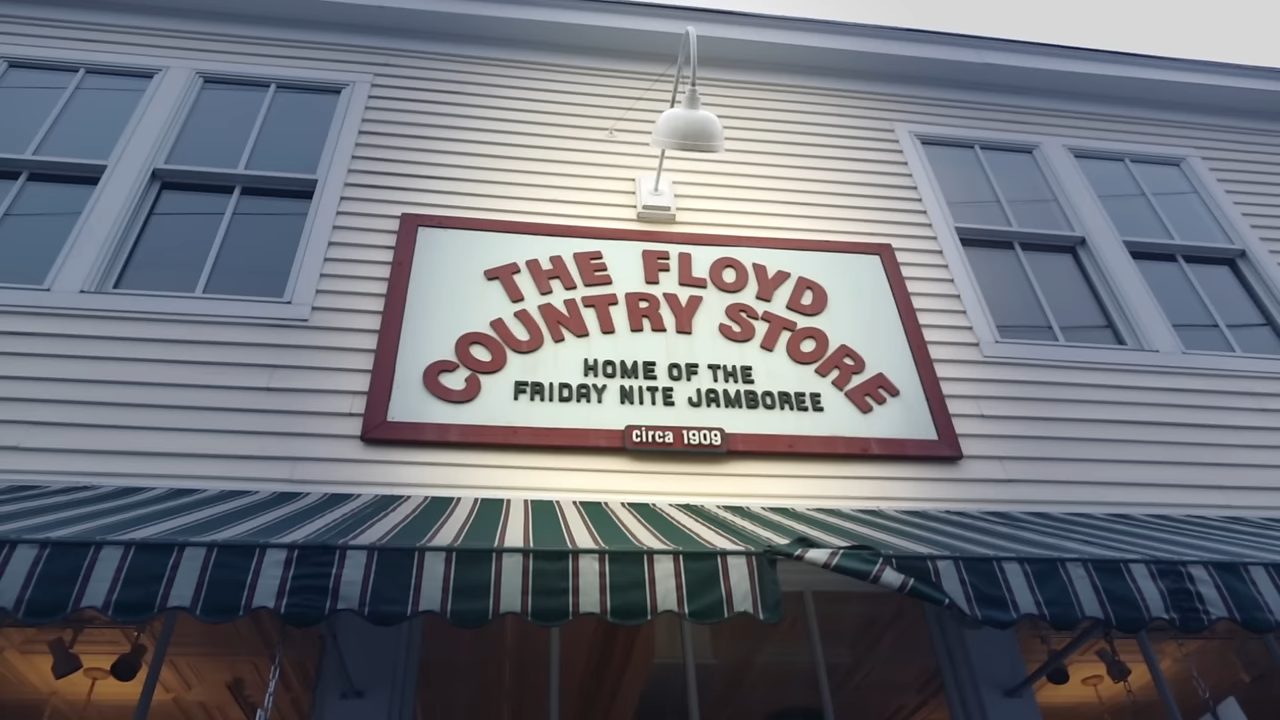 THE FLOYD
COUNTRY STORE
HOME OF THE
FRIDAY NITE JAMBOREE
circa 1909